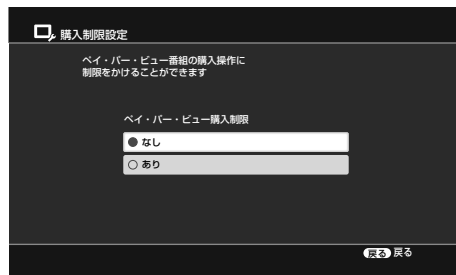 購入制限設定
ペイ・パー・ビュー番組の購入操作に
制限をかけることができます
ペイ・パー・ビュー購入制限
なし
あり
戻る 戻る